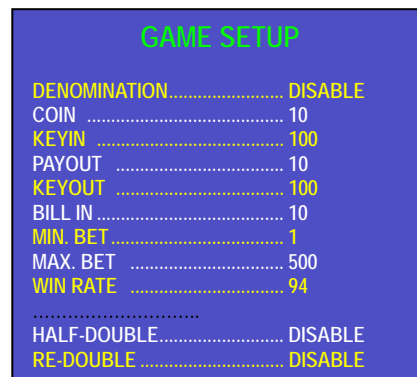 GAME SETUP
DENOMINATION....................... DISABLE
COIN ....................................... 10
KEYIN ..................................... 100
PAYOUT ................................. 10
KEYOUT ................................. 100
BILL IN ..................................... 10
MIN. BET.................................. 1
MAX. BET ............................... 500
WIN RATE ............................... 94
.............................
HALF-DOUBLE......................... DISABLE
RE-DOUBLE ............................. DISABLE